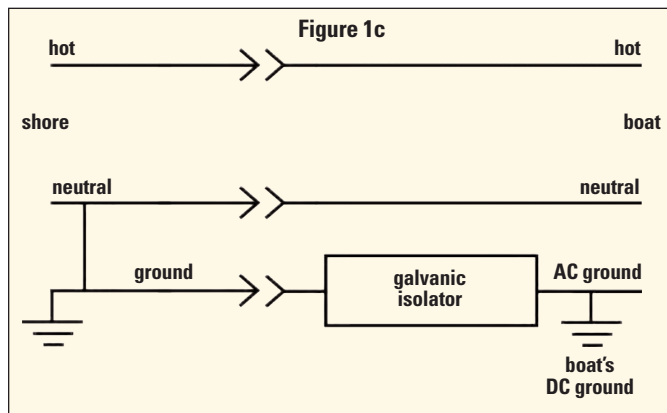 Figure 1c
hot
hot
shore
boat
neutral
neutral
ground
galvanic
isolator
AC ground
boat's
DC ground